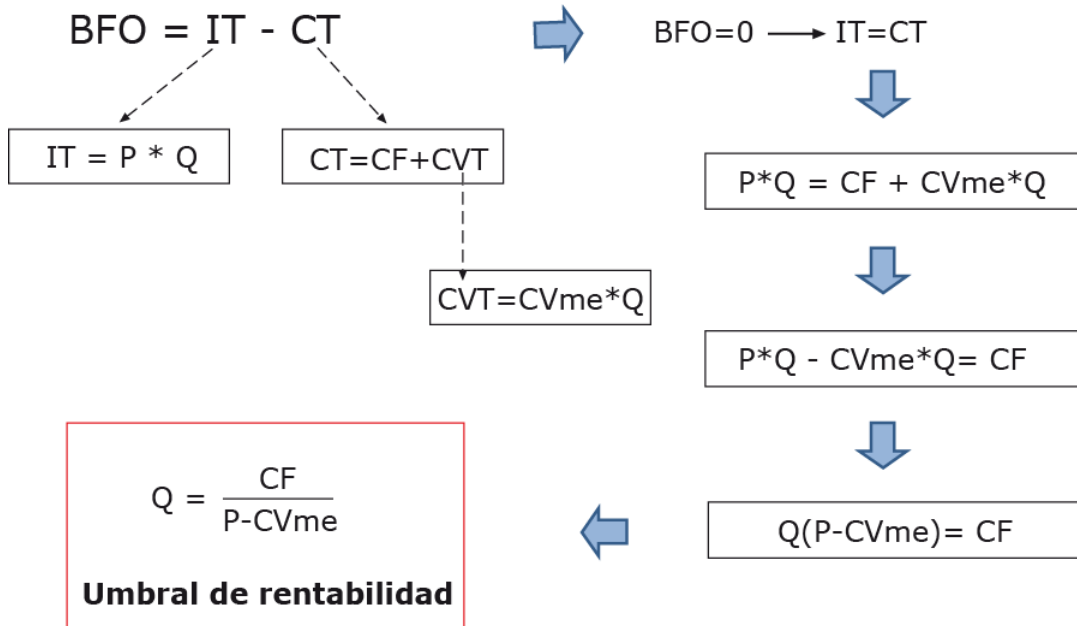 BFO = IT - CT
BFO=0 → IT=CT
IT = P * Q
CT=CF+CVT
CVT=CVme*Q
P*Q = CF + CVme*Q
P*Q - CVme*Q= CF
Q(P-CVme)= CF
Q = CF
P-CVme
Umbral de rentabilidad